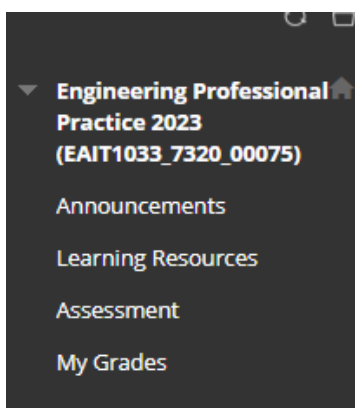 Engineering Professional
Practice 2023
(EAIT1033_7320_00075)
Announcements
Learning Resources
Assessment
My Grades